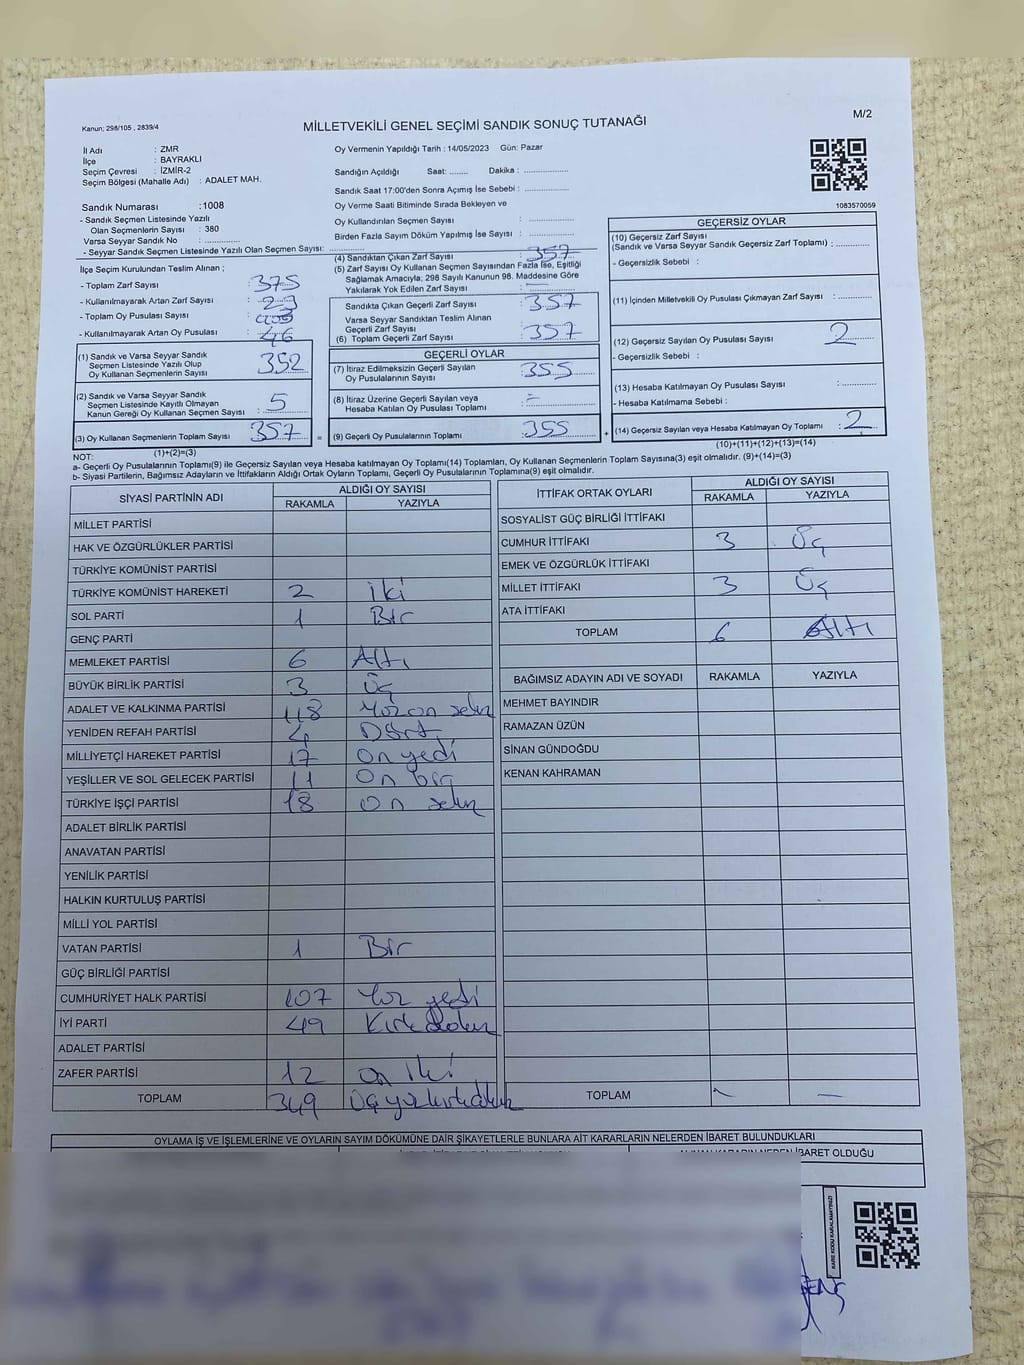 Kanun; 298/105 , 2839/4
MİLLETVEKİLİ GENEL SEÇİMİ SANDIK SONUÇ TUTANAĞI
M/2
İl Adı : ZMR
İlçe : BAYRAKLI
Seçim Çevresi : İZMİR-2
Seçim Bölgesi (Mahalle Adı) : ADALET MAH.
Oy Vermenin Yapıldığı Tarih : 14/05/2023 Gün: Pazar
Sandığın Açıldığı Saat: ........ Dakika : ..................
Sandık Saat 17:00'den Sonra Açımış İse Sebebi : ..................
Oy Verme Saati Bitiminde Sırada Bekleyen ve
Oy Kullandırılan Seçmen Sayısı : ..................
Birden Fazla Sayım Döküm Yapılmış İse Sayısı : ..................
1083570059
Sandık Numarası :1008
- Sandık Seçmen Listesinde Yazılı
Olan Seçmenlerin Sayısı : 380
Varsa Seyyar Sandık No : ..............
- Seyyar Sandık Seçmen Listesinde Yazılı Olan Seçmen Sayısı: ..................
İlçe Seçim Kurulundan Teslim Alınan ;
- Toplam Zarf Sayısı : 375
- Kullanılmayarak Artan Zarf Sayısı :
- Toplam Oy Pusulası Sayısı :
- Kullanılmayarak Artan Oy Pusulası : 46
(1) Sandık ve Varsa Seyyar Sandık
Seçmen Listesinde Yazılı Olup
Oy Kullanan Seçmenlerin Sayısı : 352
(2) Sandık ve Varsa Seyyar Sandık
Seçmen Listesinde Kayıtlı Olmayan
Kanun Gereği Oy Kullanan Seçmen Sayısı : 5
(3) Oy Kullanan Seçmenlerin Toplam Sayısı : 357
(1)+(2)=(3)
(4) Sandıktan Çıkan Zarf Sayısı : 357
(5) Zarf Sayısı Oy Kullanan Seçmen Sayısından Fazla İse, Eşitliği
Sağlamak Amacıyla; 298 Sayılı Kanunun 98. Maddesine Göre
Yakılarak Yok Edilen Zarf Sayısı : —
Sandıkta Çıkan Geçerli Zarf Sayısı : 357
Varsa Seyyar Sandıktan Teslim Alınan
Geçerli Zarf Sayısı
(6) Toplam Geçerli Zarf Sayısı : 357
GEÇERLİ OYLAR
(7) İtiraz Edilmeksizin Geçerli Sayılan
Oy Pusulalarının Sayısı : 355
(8) İtiraz Üzerine Geçerli Sayılan veya
Hesaba Katılan Oy Pusulası Toplamı : -
= (9) Geçerli Oy Pusulalarının Toplamı : 355
GEÇERSİZ OYLAR
(10) Geçersiz Zarf Sayısı
(Sandık ve Varsa Seyyar Sandık Geçersiz Zarf Toplamı) : ............
- Geçersizlik Sebebi :
(11) İçinden Milletvekili Oy Pusulası Çıkmayan Zarf Sayısı : ............
(12) Geçersiz Sayılan Oy Pusulası Sayısı : 2
- Geçersizlik Sebebi :
(13) Hesaba Katılmayan Oy Pusulası Sayısı : ............
- Hesaba Katılmama Sebebi :
+ (14) Geçersiz Sayılan veya Hesaba Katılmayan Oy Toplamı : 2
(10)+(11)+(12)+(13)=(14)
NOT:
a- Geçerli Oy Pusulalarının Toplamı(9) ile Geçersiz Sayılan veya Hesaba katılmayan Oy Toplamı(14) Toplamları, Oy Kullanan Seçmenlerin Toplam Sayısına(3) eşit olmalıdır. (9)+(14)=(3)
b- Siyasi Partilerin, Bağımsız Adayların ve İttifakların Aldığı Ortak Oyların Toplamı, Geçerli Oy Pusulalarının Toplamına(9) eşit olmalıdır.
SİYASİ PARTİNİN ADI
ALDIĞI OY SAYISI
RAKAMLA YAZIYLA
MİLLET PARTİSİ
HAK VE ÖZGÜRLÜKLER PARTİSİ
TÜRKİYE KOMÜNİST PARTİSİ
TÜRKİYE KOMÜNİST HAREKETİ 2 İki
SOL PARTİ 1 Bir
GENÇ PARTİ
MEMLEKET PARTİSİ 6 Altı
BÜYÜK BİRLİK PARTİSİ 3 üç
ADALET VE KALKINMA PARTİSİ 118 Yüz on sekiz
YENİDEN REFAH PARTİSİ 4 Dört
MİLLİYETÇİ HAREKET PARTİSİ 17 On yedi
YEŞİLLER VE SOL GELECEK PARTİSİ 11 On bir
TÜRKİYE İŞÇİ PARTİSİ 18 On sekiz
ADALET BİRLİK PARTİSİ
ANAVATAN PARTİSİ
YENİLİK PARTİSİ
HALKIN KURTULUŞ PARTİSİ
MİLLİ YOL PARTİSİ
VATAN PARTİSİ 1 Bir
GÜÇ BİRLİĞİ PARTİSİ
CUMHURİYET HALK PARTİSİ 107 Yüz yedi
İYİ PARTİ 49 Kırk dokuz
ADALET PARTİSİ
ZAFER PARTİSİ 12 On iki
TOPLAM 349 Üç yüz kırk dokuz
İTTİFAK ORTAK OYLARI
ALDIĞI OY SAYISI
RAKAMLA YAZIYLA
SOSYALİST GÜÇ BİRLİĞİ İTTİFAKI
CUMHUR İTTİFAKI 3 Üç
EMEK VE ÖZGÜRLÜK İTTİFAKI
MİLLET İTTİFAKI 3 Üç
ATA İTTİFAKI
TOPLAM 6 Altı
BAĞIMSIZ ADAYIN ADI VE SOYADI RAKAMLA YAZIYLA
MEHMET BAYINDIR
RAMAZAN ÜZÜN
SİNAN GÜNDOĞDU
KENAN KAHRAMAN
TOPLAM — —
OYLAMA İŞ VE İŞLEMLERİNE VE OYLARIN SAYIM DÖKÜMÜNE DAİR ŞİKAYETLERLE BUNLARA AİT KARARLARIN NELERDEN İBARET BULUNDUKLARI
ALINAN KARARIN NEDEN İBARET OLDUĞU
KARE KODU KARALAMAYINIZ!